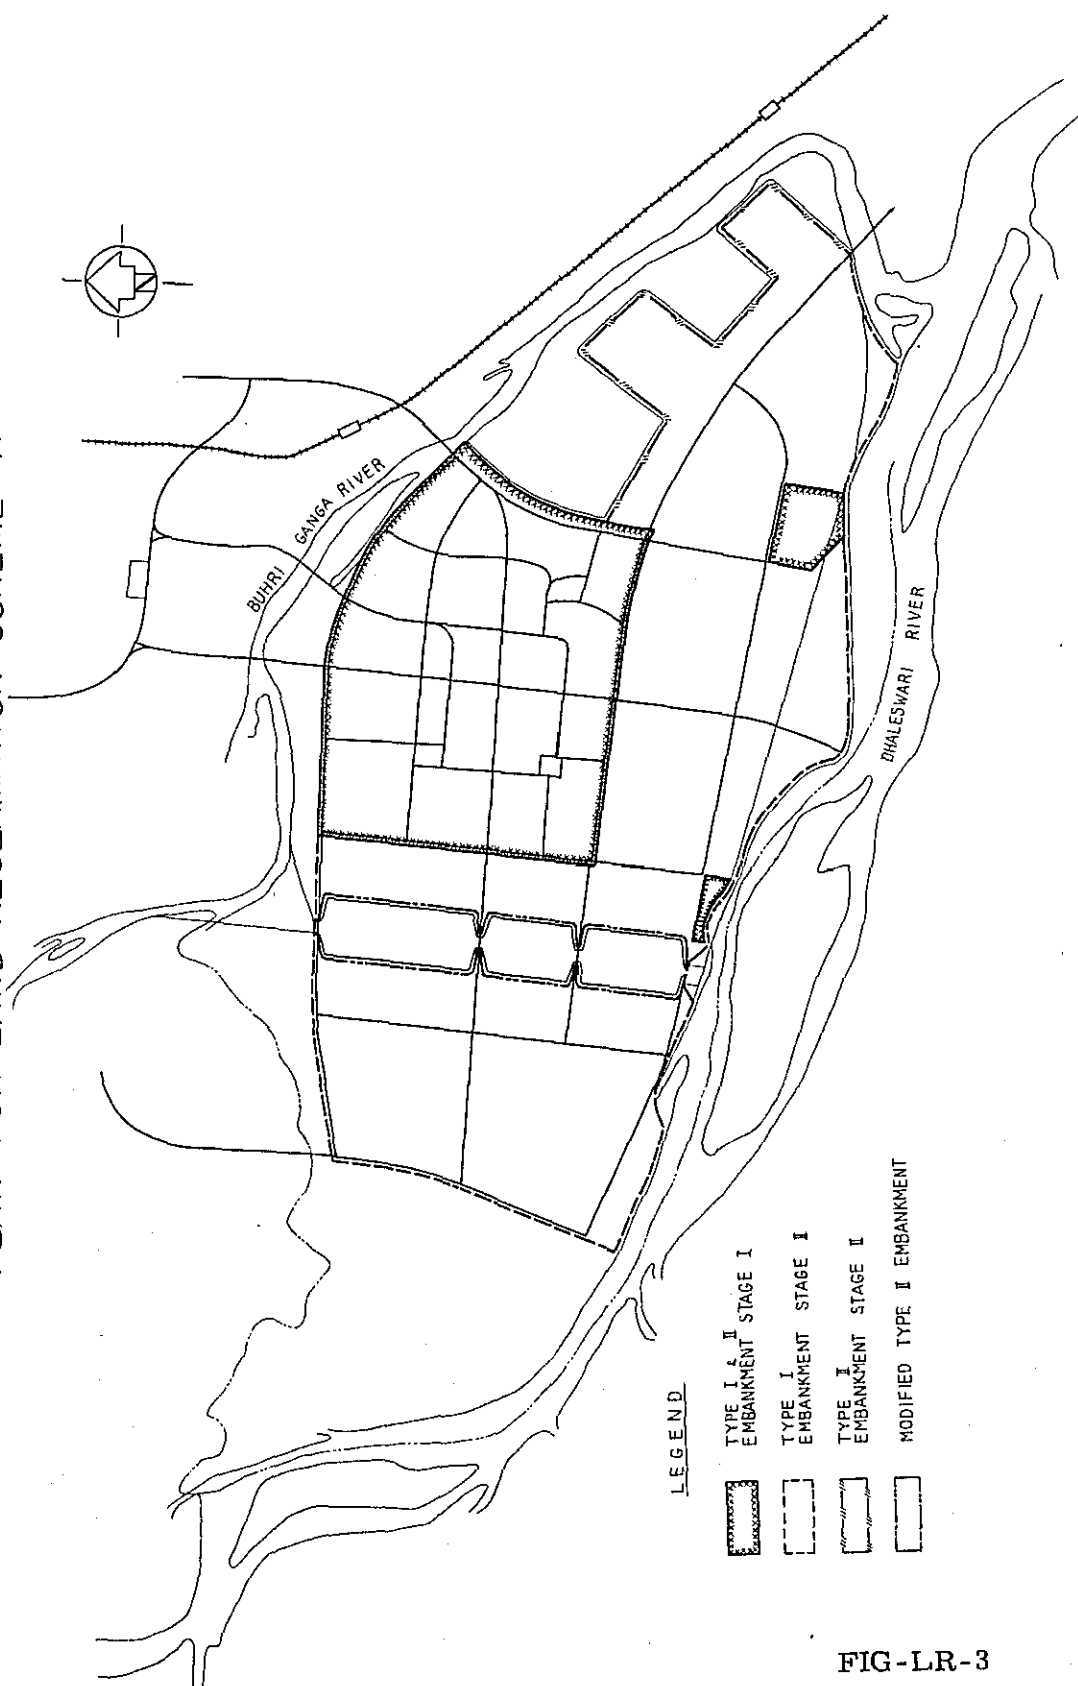 BUHRI GANGA RIVER
DHALESWARI RIVER
LEGEND
TYPE I & II
EMBANKMENT STAGE I
TYPE I
EMBANKMENT STAGE II
TYPE II
EMBANKMENT STAGE II
MODIFIED TYPE II EMBANKMENT
FIG-LR-3